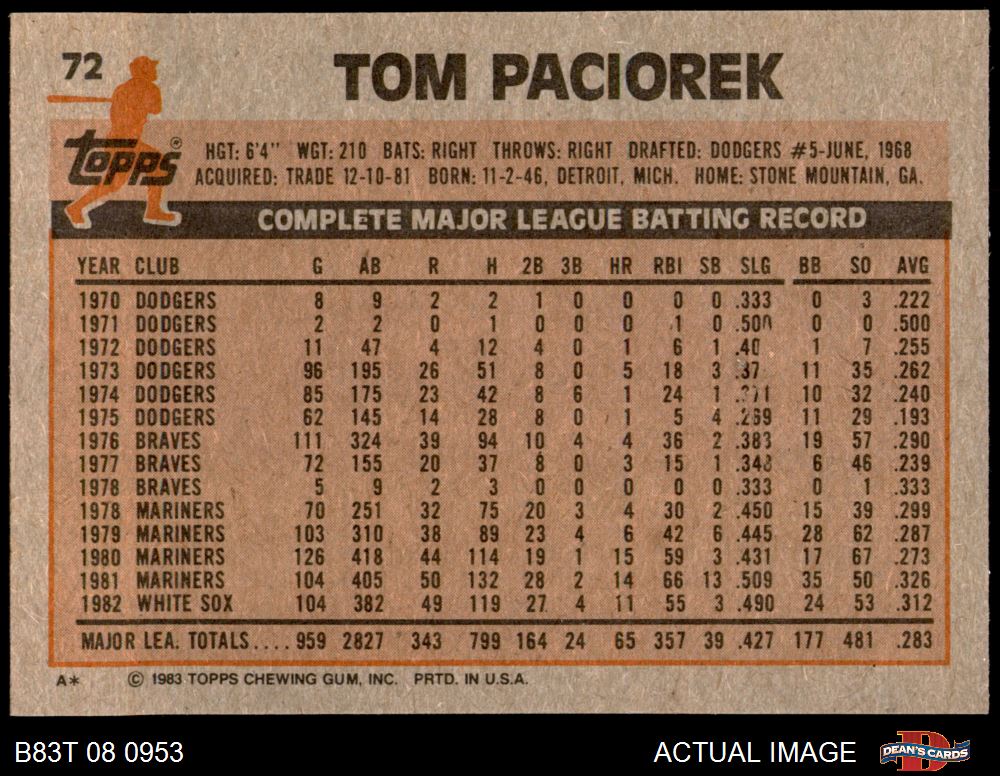 72
TOM PACIOREK
Topps®
HGT: 6'4" WGT: 210 BATS: RIGHT THROWS: RIGHT DRAFTED: DODGERS #5-JUNE, 1968
ACQUIRED: TRADE 12-10-81 BORN: 11-2-46, DETROIT, MICH. HOME: STONE MOUNTAIN, GA.
COMPLETE MAJOR LEAGUE BATTING RECORD
YEAR CLUB G AB R H 2B 3B HR RBI SB SLG BB SO AVG
1970 DODGERS 8 9 2 2 1 0 0 0 0 .333 0 3 .222
1971 DODGERS 2 2 0 1 0 0 0 1 0 .500 0 0 .500
1972 DODGERS 11 47 4 12 4 0 1 6 1 .40 1 7 .255
1973 DODGERS 96 195 26 51 8 0 5 18 3 .37 11 35 .262
1974 DODGERS 85 175 23 42 8 6 1 24 1 .371 10 32 .240
1975 DODGERS 62 145 14 28 8 0 1 5 4 .269 11 29 .193
1976 BRAVES 111 324 39 94 10 4 4 36 2 .383 19 57 .290
1977 BRAVES 72 155 20 37 8 0 3 15 1 .348 6 46 .239
1978 BRAVES 5 9 2 3 0 0 0 0 0 .333 0 1 .333
1978 MARINERS 70 251 32 75 20 3 4 30 2 .450 15 39 .299
1979 MARINERS 103 310 38 89 23 4 6 42 6 .445 28 62 .287
1980 MARINERS 126 418 44 114 19 1 15 59 3 .431 17 67 .273
1981 MARINERS 104 405 50 132 28 2 14 66 13 .509 35 50 .326
1982 WHITE SOX 104 382 49 119 27 4 11 55 3 .490 24 53 .312
MAJOR LEA. TOTALS.... 959 2827 343 799 164 24 65 357 39 .427 177 481 .283
A* © 1983 TOPPS CHEWING GUM, INC. PRTD. IN U.S.A.
B83T 08 0953 ACTUAL IMAGE D DEAN'S CARDS